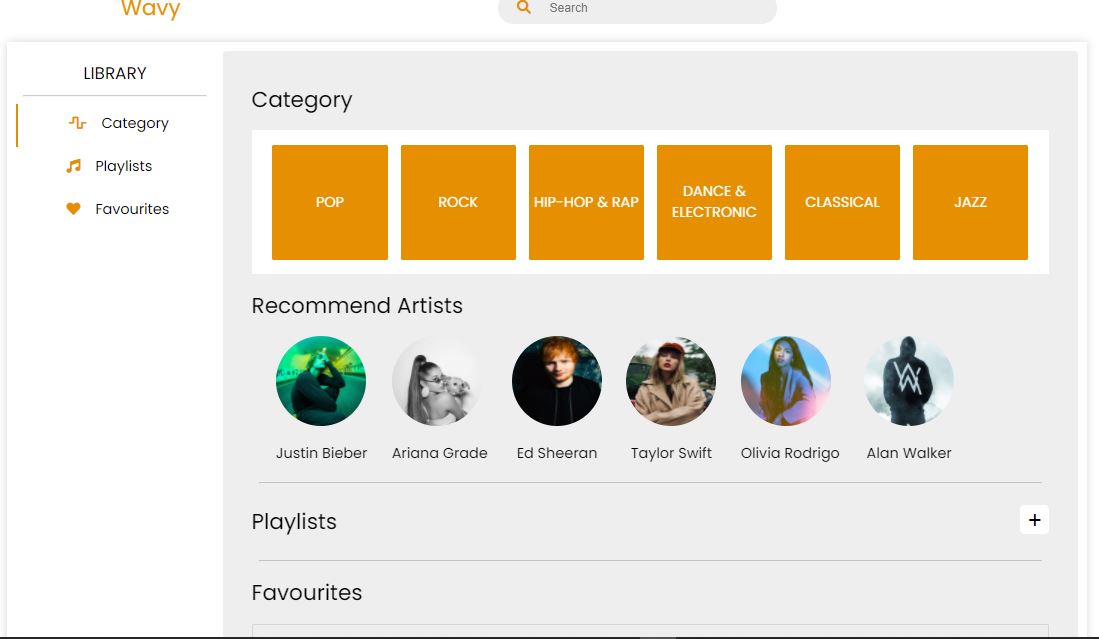 Wavy
Search
LIBRARY
Category
Playlists
Favourites
Category
POP
ROCK
HIP-HOP & RAP
DANCE &
ELECTRONIC
CLASSICAL
JAZZ
Recommend Artists
Justin Bieber
Ariana Grade
Ed Sheeran
Taylor Swift
Olivia Rodrigo
Alan Walker
Playlists
+
Favourites